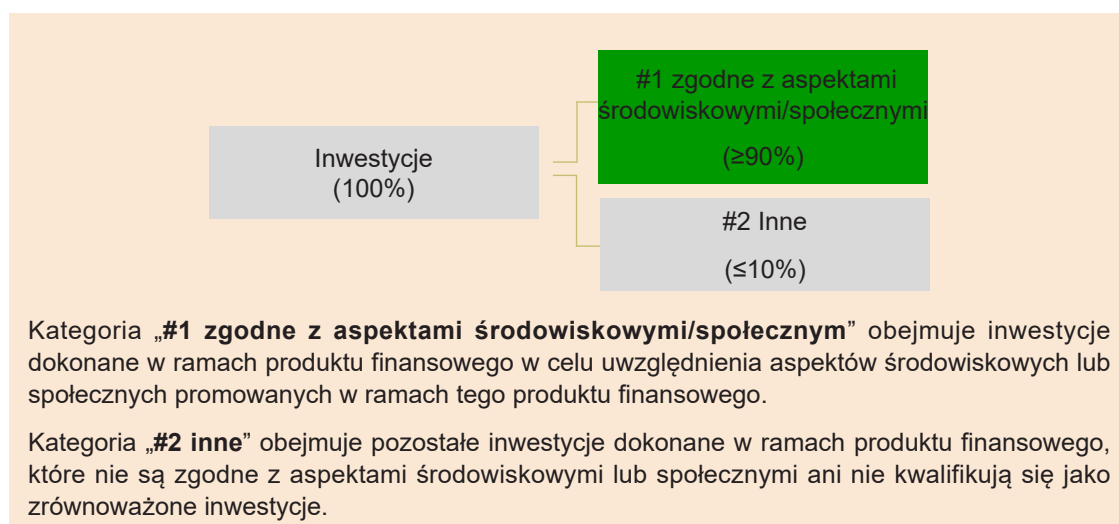 #1 zgodne z aspektami
środowiskowymi/społecznymi
(≥90%)
Inwestycje
(100%)
#2 Inne
(≤10%)
Kategoria „#1 zgodne z aspektami środowiskowymi/społecznym” obejmuje inwestycje
dokonane w ramach produktu finansowego w celu uwzględnienia aspektów środowiskowych lub
społecznych promowanych w ramach tego produktu finansowego.
Kategoria „#2 inne” obejmuje pozostałe inwestycje dokonane w ramach produktu finansowego,
które nie są zgodne z aspektami środowiskowymi lub społecznymi ani nie kwalifikują się jako
zrównoważone inwestycje.